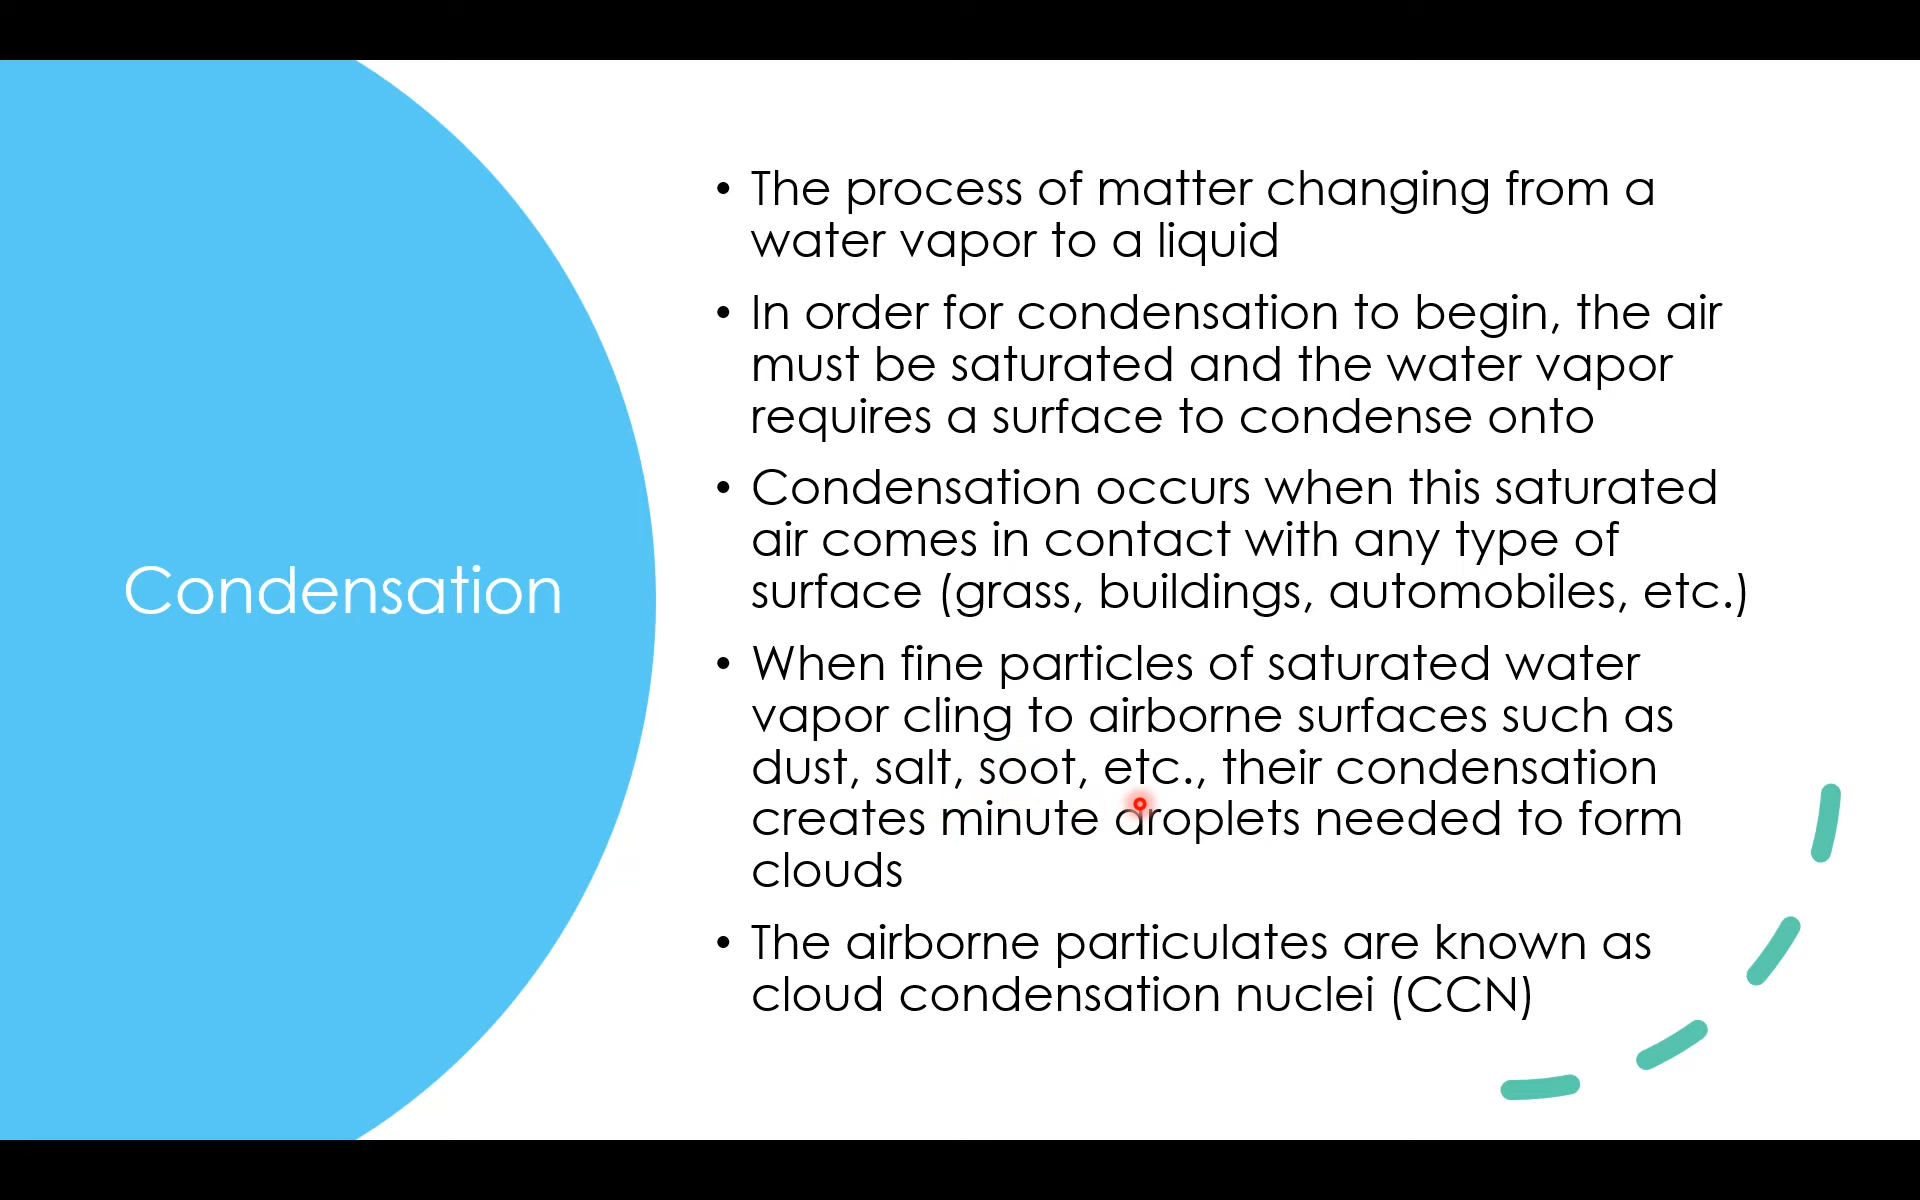 Condensation
• The process of matter changing from a
water vapor to a liquid
• In order for condensation to begin, the air
must be saturated and the water vapor
requires a surface to condense onto
• Condensation occurs when this saturated
air comes in contact with any type of
surface (grass, buildings, automobiles, etc.)
• When fine particles of saturated water
vapor cling to airborne surfaces such as
dust, salt, soot, etc., their condensation
creates minute droplets needed to form
clouds
• The airborne particulates are known as
cloud condensation nuclei (CCN)